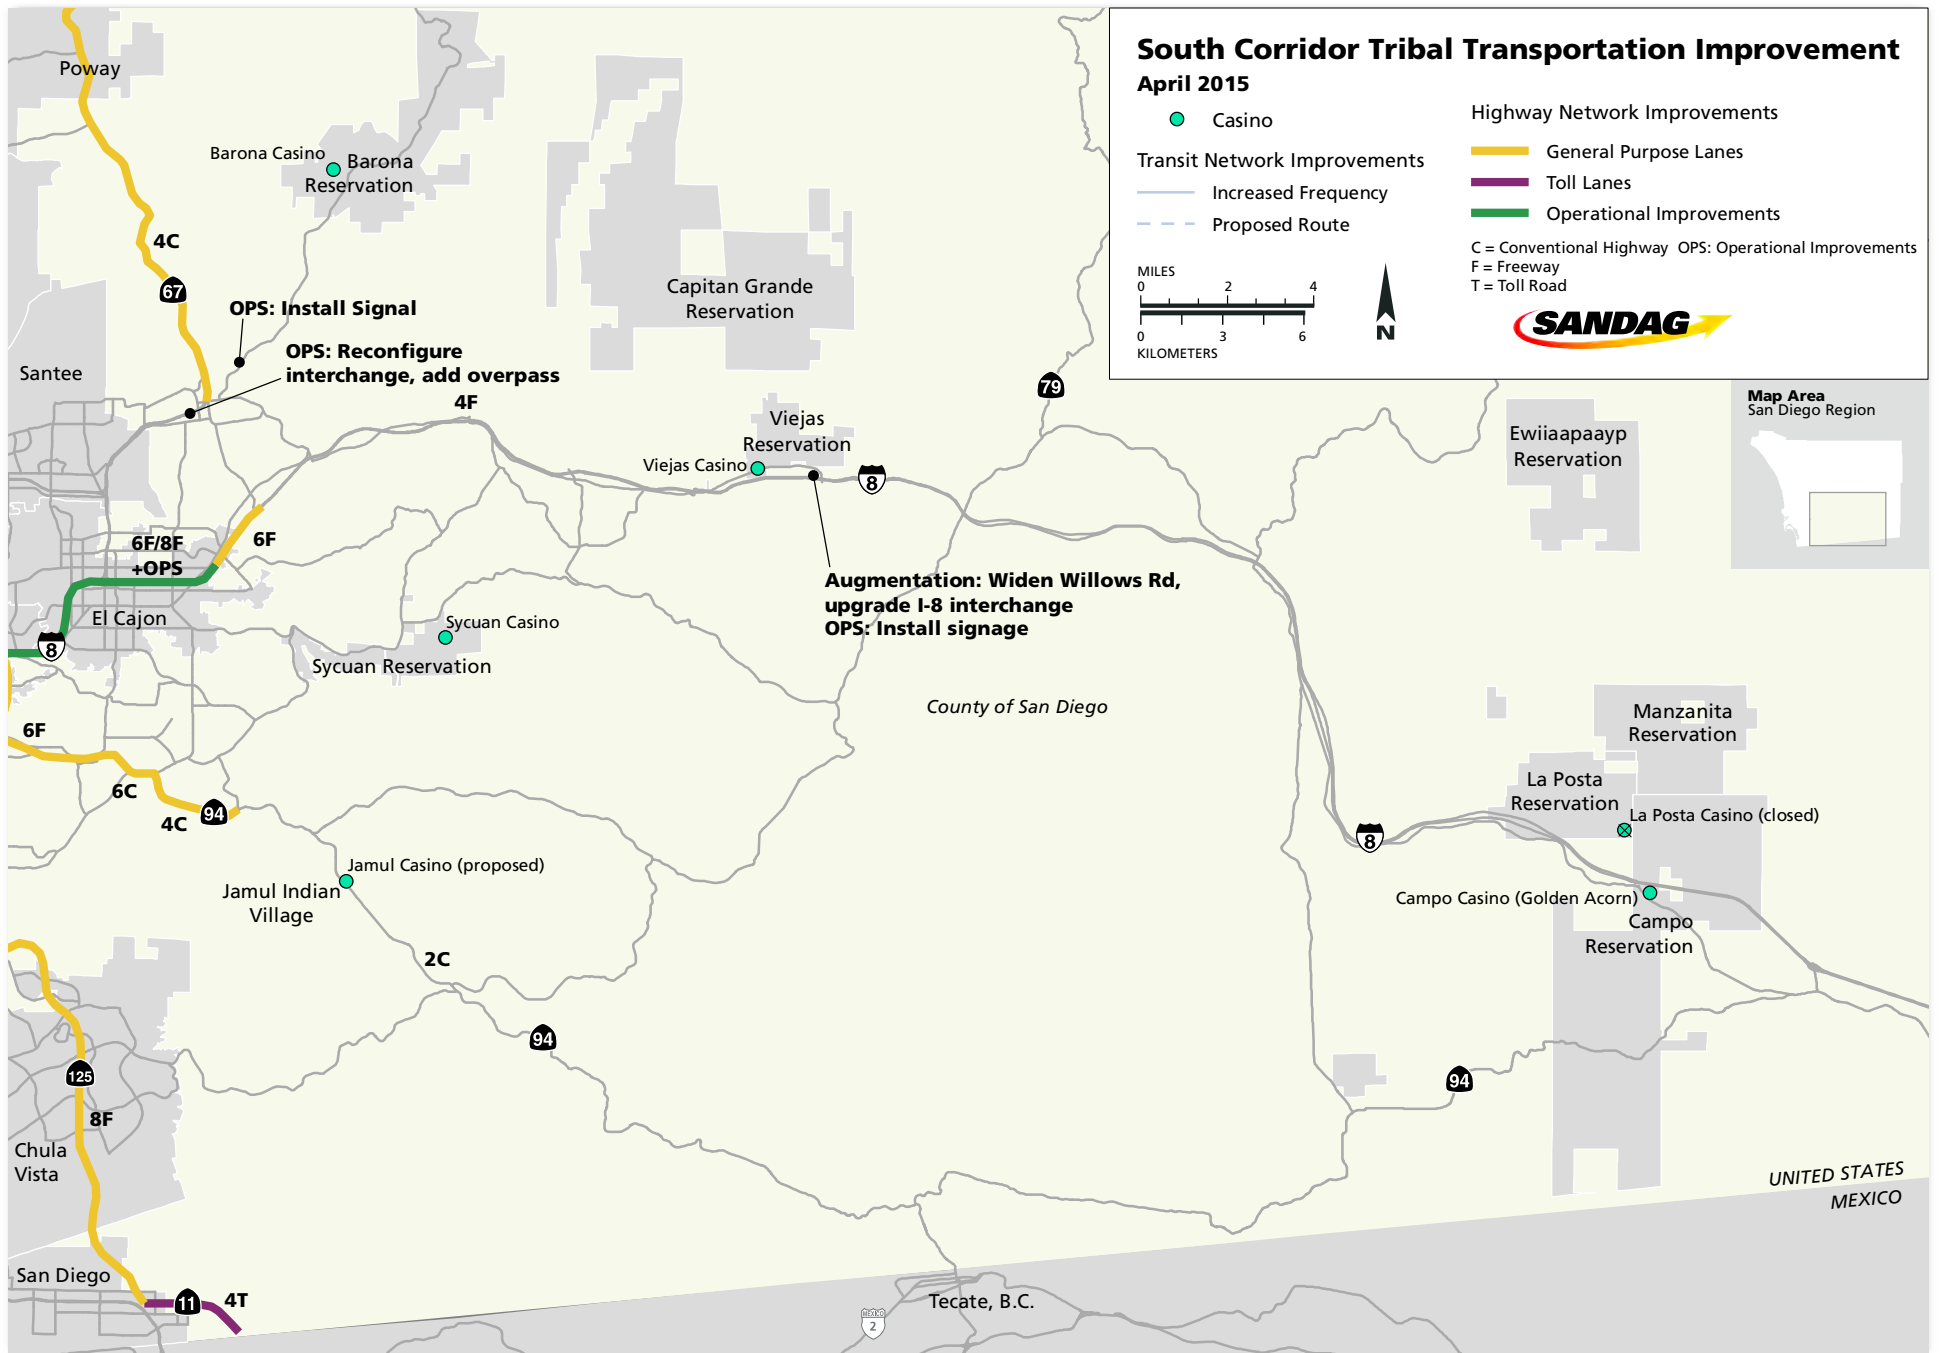 South Corridor Tribal Transportation Improvement
April 2015
Casino
Transit Network Improvements
Increased Frequency
Proposed Route
Highway Network Improvements
General Purpose Lanes
Toll Lanes
Operational Improvements
C = Conventional Highway OPS: Operational Improvements
F = Freeway
T = Toll Road
MILES
0 2 4
0 3 6
KILOMETERS
N
SANDAG
Map Area
San Diego Region
Poway
Barona Casino
Barona
Reservation
4C
67
OPS: Install Signal
OPS: Reconfigure
interchange, add overpass
Santee
4F
Capitan Grande
Reservation
79
Viejas
Reservation
Viejas Casino
8
Ewiiaapaayp
Reservation
6F/8F
+OPS
6F
Augmentation: Widen Willows Rd,
upgrade I-8 interchange
OPS: Install signage
El Cajon
8
Sycuan Casino
Sycuan Reservation
County of San Diego
6F
6C
4C
94
Manzanita
Reservation
La Posta
Reservation
La Posta Casino (closed)
8
Jamul Casino (proposed)
Jamul Indian
Village
Campo Casino (Golden Acorn)
Campo
Reservation
2C
94
94
125
8F
Chula
Vista
UNITED STATES
MEXICO
San Diego
11
4T
Tecate, B.C.
MEXICO
2